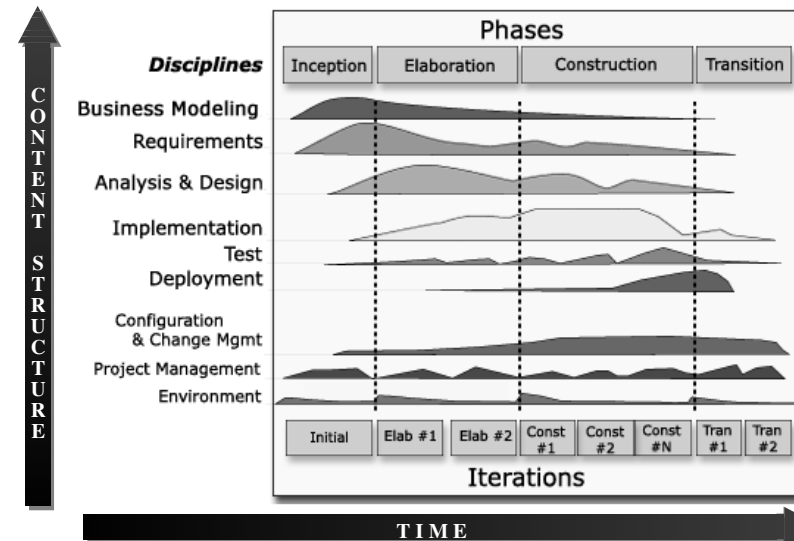 Phases
Disciplines
Inception
Elaboration
Construction
Transition
Business Modeling
Requirements
Analysis & Design
Implementation
Test
Deployment
Configuration
& Change Mgmt
Project Management
Environment
Initial
Elab #1
Elab #2
Const
#1
Const
#2
Const
#N
Tran
#1
Tran
#2
Iterations
CONTENT STRUCTURE
TIME